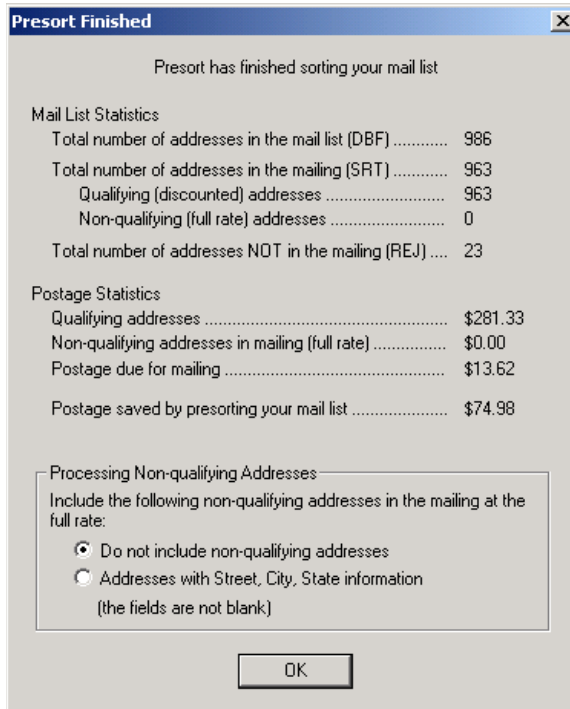 Presort Finished
Presort has finished sorting your mail list
Mail List Statistics
Total number of addresses in the mail list (DBF) ........... 986
Total number of addresses in the mailing (SRT) ............ 963
Qualifying (discounted) addresses .......................... 963
Non-qualifying (full rate) addresses ........................ 0
Total number of addresses NOT in the mailing (REJ) .... 23
Postage Statistics
Qualifying addresses ..................................................... $281.33
Non-qualifying addresses in mailing (full rate) ................ $0.00
Postage due for mailing ................................................. $13.62
Postage saved by presorting your mail list .................... $74.98
Processing Non-qualifying Addresses
Include the following non-qualifying addresses in the mailing at the
full rate:
Do not include non-qualifying addresses
Addresses with Street, City, State information
(the fields are not blank)
OK